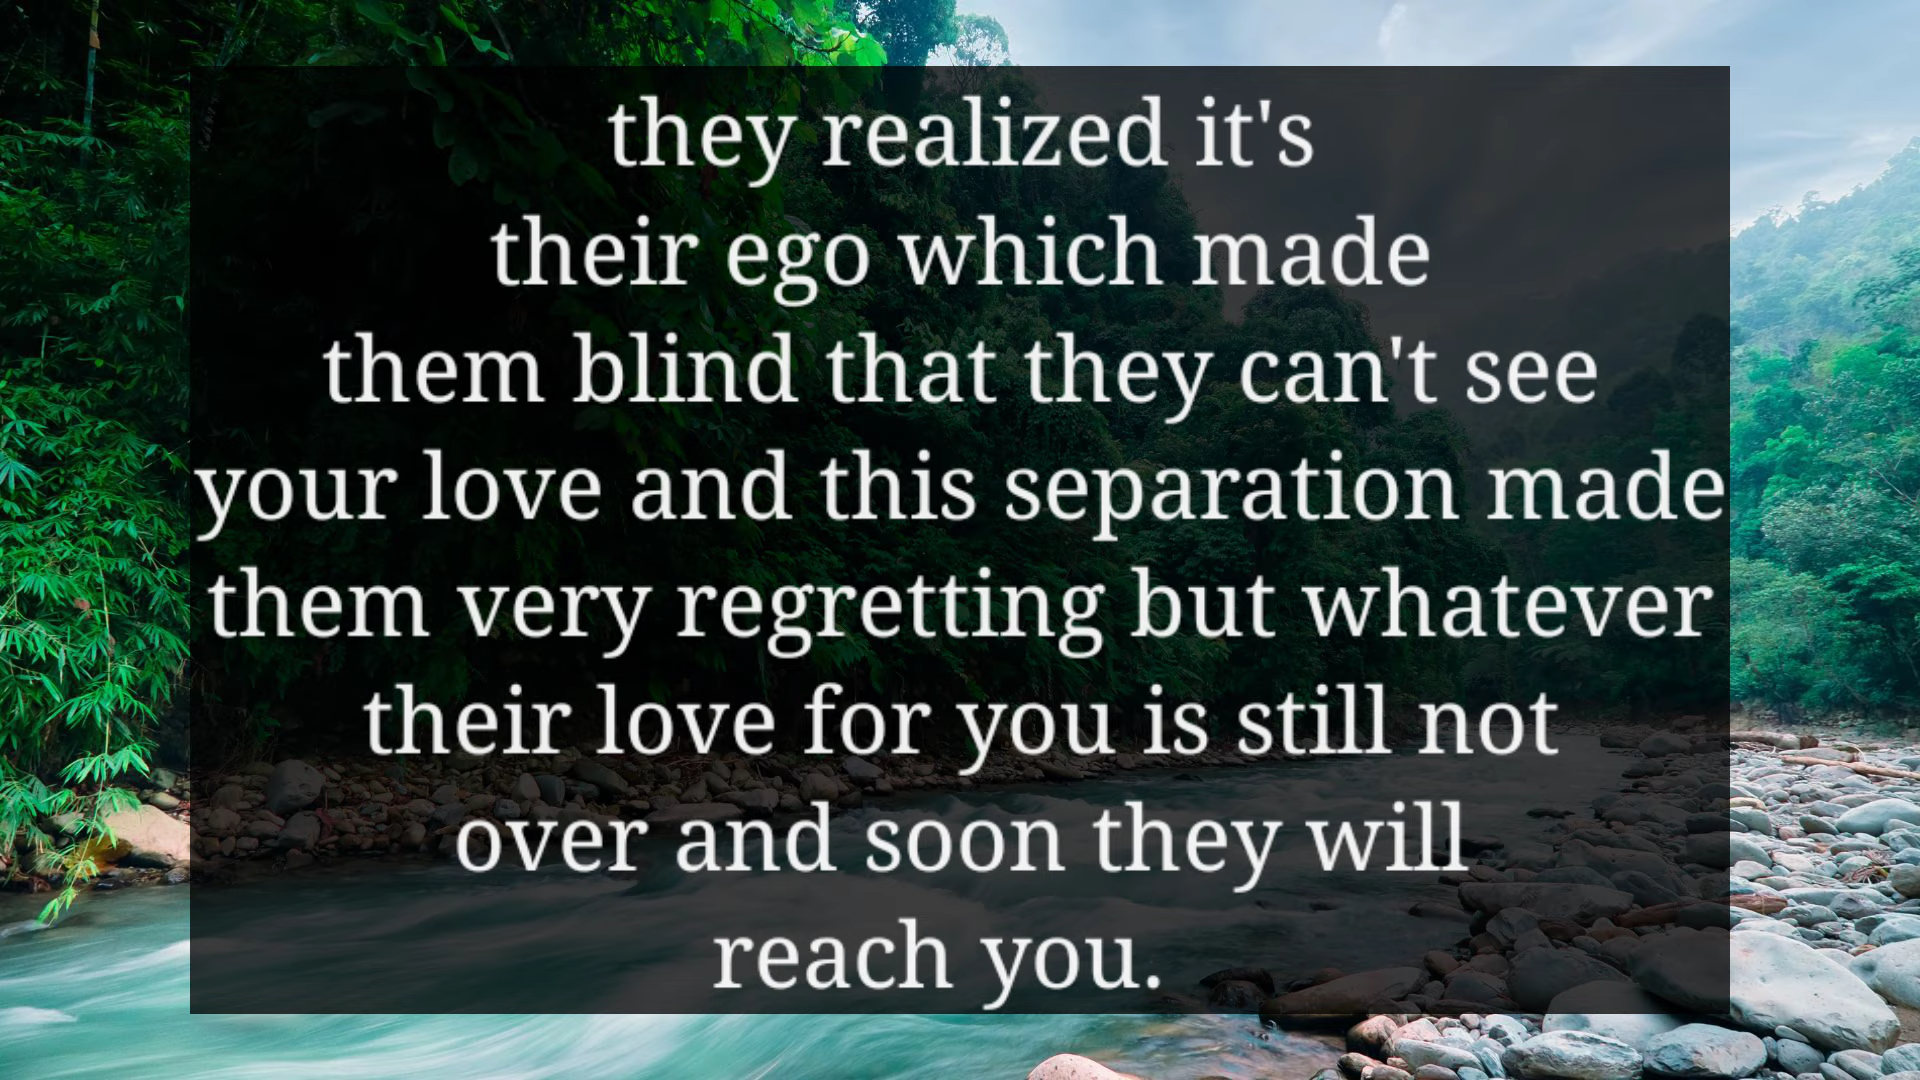 they realized it's
their ego which made
them blind that they can't see
your love and this separation made
them very regretting but whatever
their love for you is still not
over and soon they will
reach you.